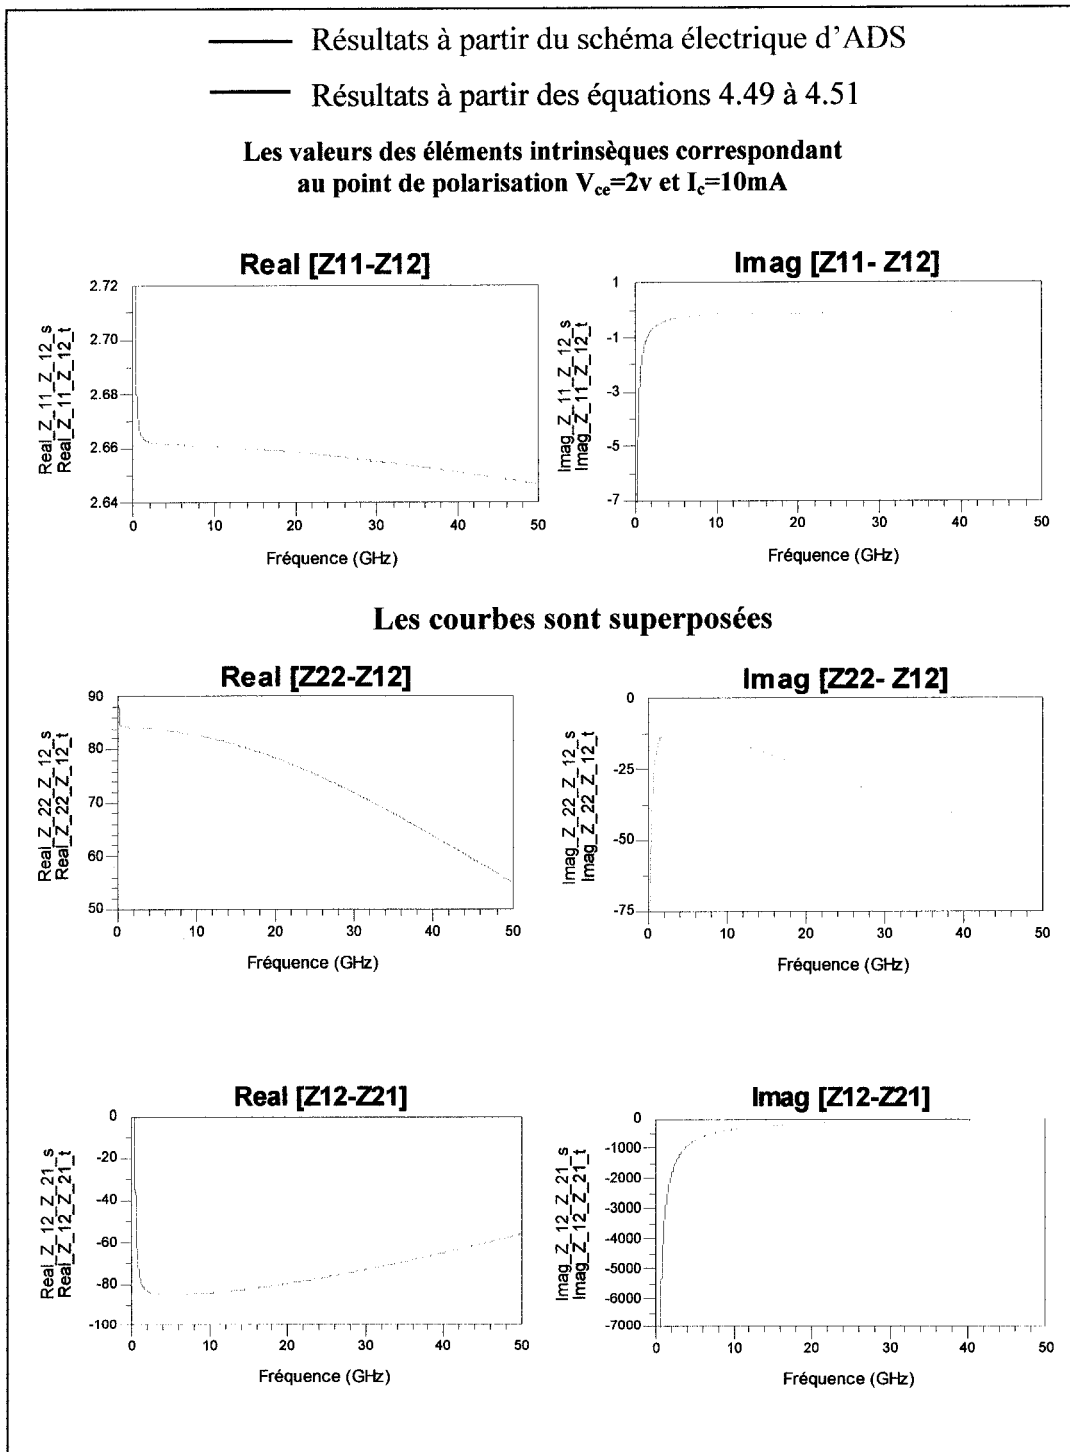 Résultats à partir du schéma électrique d'ADS
Résultats à partir des équations 4.49 à 4.51
Les valeurs des éléments intrinsèques correspondant
au point de polarisation Vce=2v et Ic=10mA
Real [Z11-Z12]
Real_Z_11_Z_12_s
Real_Z_11_Z_12_t
2.72
2.70
2.68
2.66
2.64
0 10 20 30 40 50
Fréquence (GHz)
Imag [Z11- Z12]
Imag_Z_11_Z_12_s
Imag_Z_11_Z_12_t
1
-1
-3
-5
-7
0 10 20 30 40 50
Fréquence (GHz)
Les courbes sont superposées
Real [Z22-Z12]
Real_Z_22_Z_12_s
Real_Z_22_Z_12_t
90
80
70
60
50
0 10 20 30 40 50
Fréquence (GHz)
Imag [Z22- Z12]
Imag_Z_22_Z_12_s
Imag_Z_22_Z_12_t
0
-25
-50
-75
0 10 20 30 40 50
Fréquence (GHz)
Real [Z12-Z21]
Real_Z_12_Z_21_s
Real_Z_12_Z_21_t
0
-20
-40
-60
-80
-100
0 10 20 30 40 50
Fréquence (GHz)
Imag [Z12-Z21]
Imag_Z_12_Z_21_s
Imag_Z_12_Z_21_t
0
-1000
-2000
-3000
-4000
-5000
-6000
-7000
0 10 20 30 40 50
Fréquence (GHz)